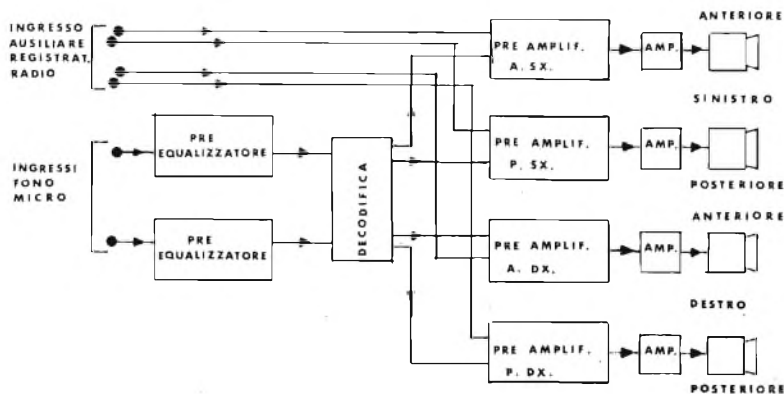 INGRESSO
AUSILIARE
REGISTRAT.
RADIO
INGRESSI
FONO
MICRO
PRE
EQUALIZZATORE
PRE
EQUALIZZATORE
DECODIFICA
PRE AMPLIF.
A. SX.
AMP.
ANTERIORE
SINISTRO
PRE AMPLIF.
P. SX.
AMP.
POSTERIORE
ANTERIORE
PRE AMPLIF.
A. DX.
AMP.
DESTRO
PRE AMPLIF.
P. DX.
AMP.
POSTERIORE